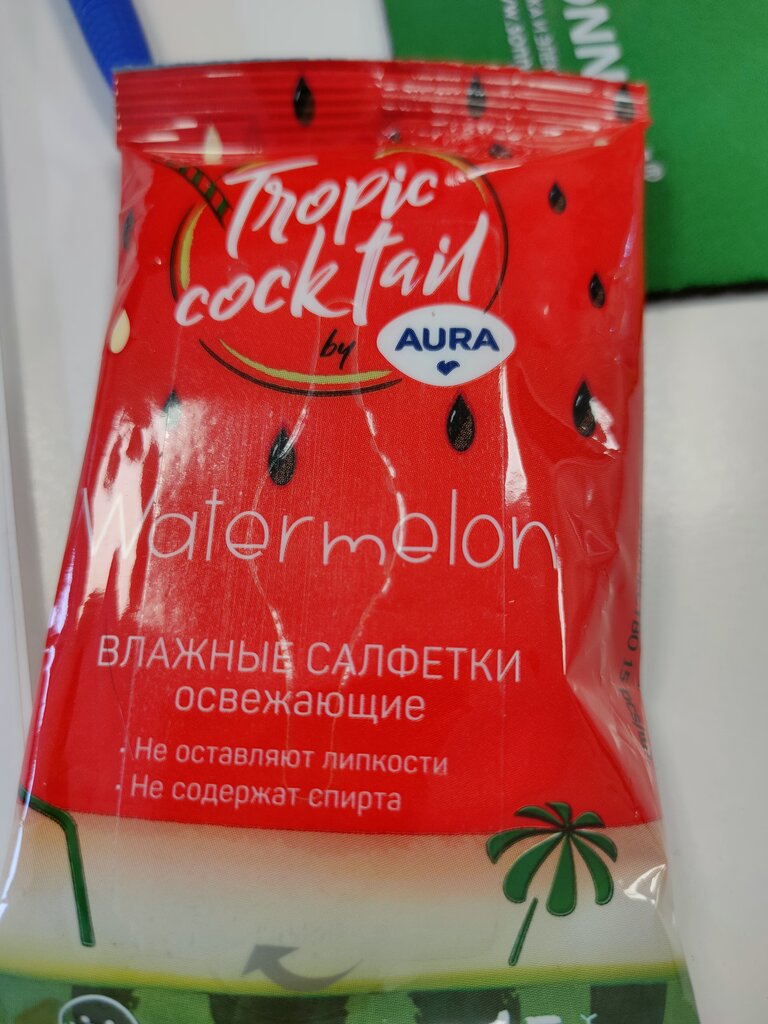 Tropic
cocktail
by AURA
Watermelon
ВЛАЖНЫЕ САЛФЕТКИ
освежающие
· Не оставляют липкости
· Не содержат спирта